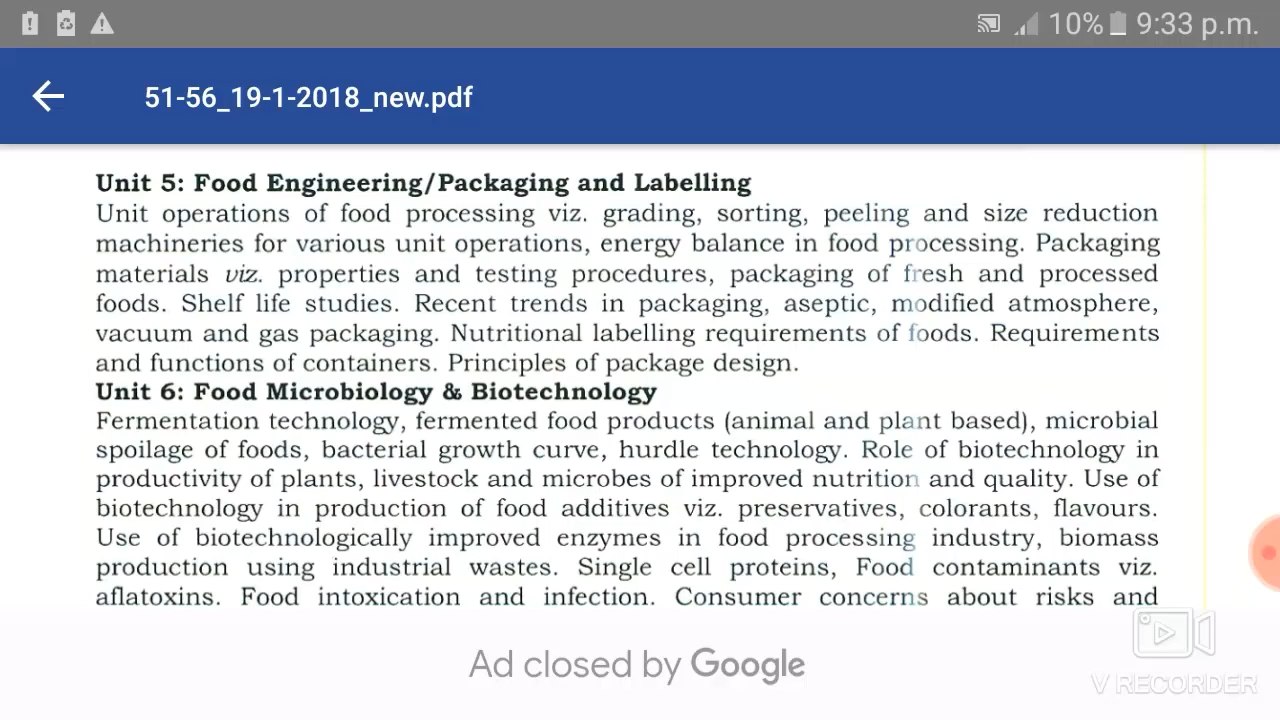 10% 9:33 p.m.
51-56_19-1-2018_new.pdf
Unit 5: Food Engineering/Packaging and Labelling
Unit operations of food processing viz. grading, sorting, peeling and size reduction
machineries for various unit operations, energy balance in food processing. Packaging
materials viz. properties and testing procedures, packaging of fresh and processed
foods. Shelf life studies. Recent trends in packaging, aseptic, modified atmosphere,
vacuum and gas packaging. Nutritional labelling requirements of foods. Requirements
and functions of containers. Principles of package design.
Unit 6: Food Microbiology & Biotechnology
Fermentation technology, fermented food products (animal and plant based), microbial
spoilage of foods, bacterial growth curve, hurdle technology. Role of biotechnology in
productivity of plants, livestock and microbes of improved nutrition and quality. Use of
biotechnology in production of food additives viz. preservatives, colorants, flavours.
Use of biotechnologically improved enzymes in food processing industry, biomass
production using industrial wastes. Single cell proteins, Food contaminants viz.
aflatoxins. Food intoxication and infection. Consumer concerns about risks and
Ad closed by Google
V RECORDER